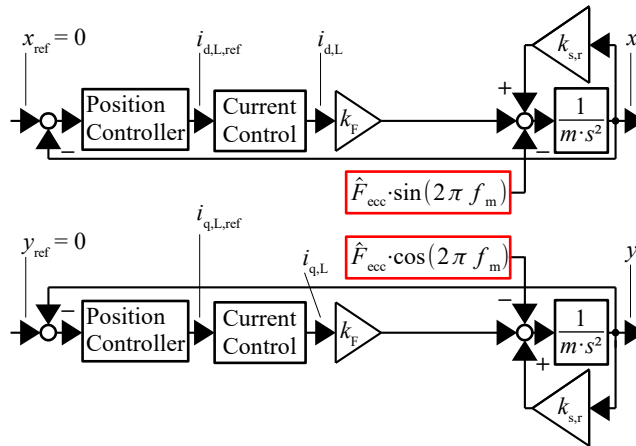 x_ref = 0
i_d,L,ref
i_d,L
k_s,r
x
+
Position
Controller
Current
Control
k_F
1
m·s²
−
−
F̂_ecc·sin(2π f_m)
y_ref = 0
i_q,L,ref
i_q,L
F̂_ecc·cos(2π f_m)
y
−
−
Position
Controller
Current
Control
k_F
1
m·s²
+
k_s,r